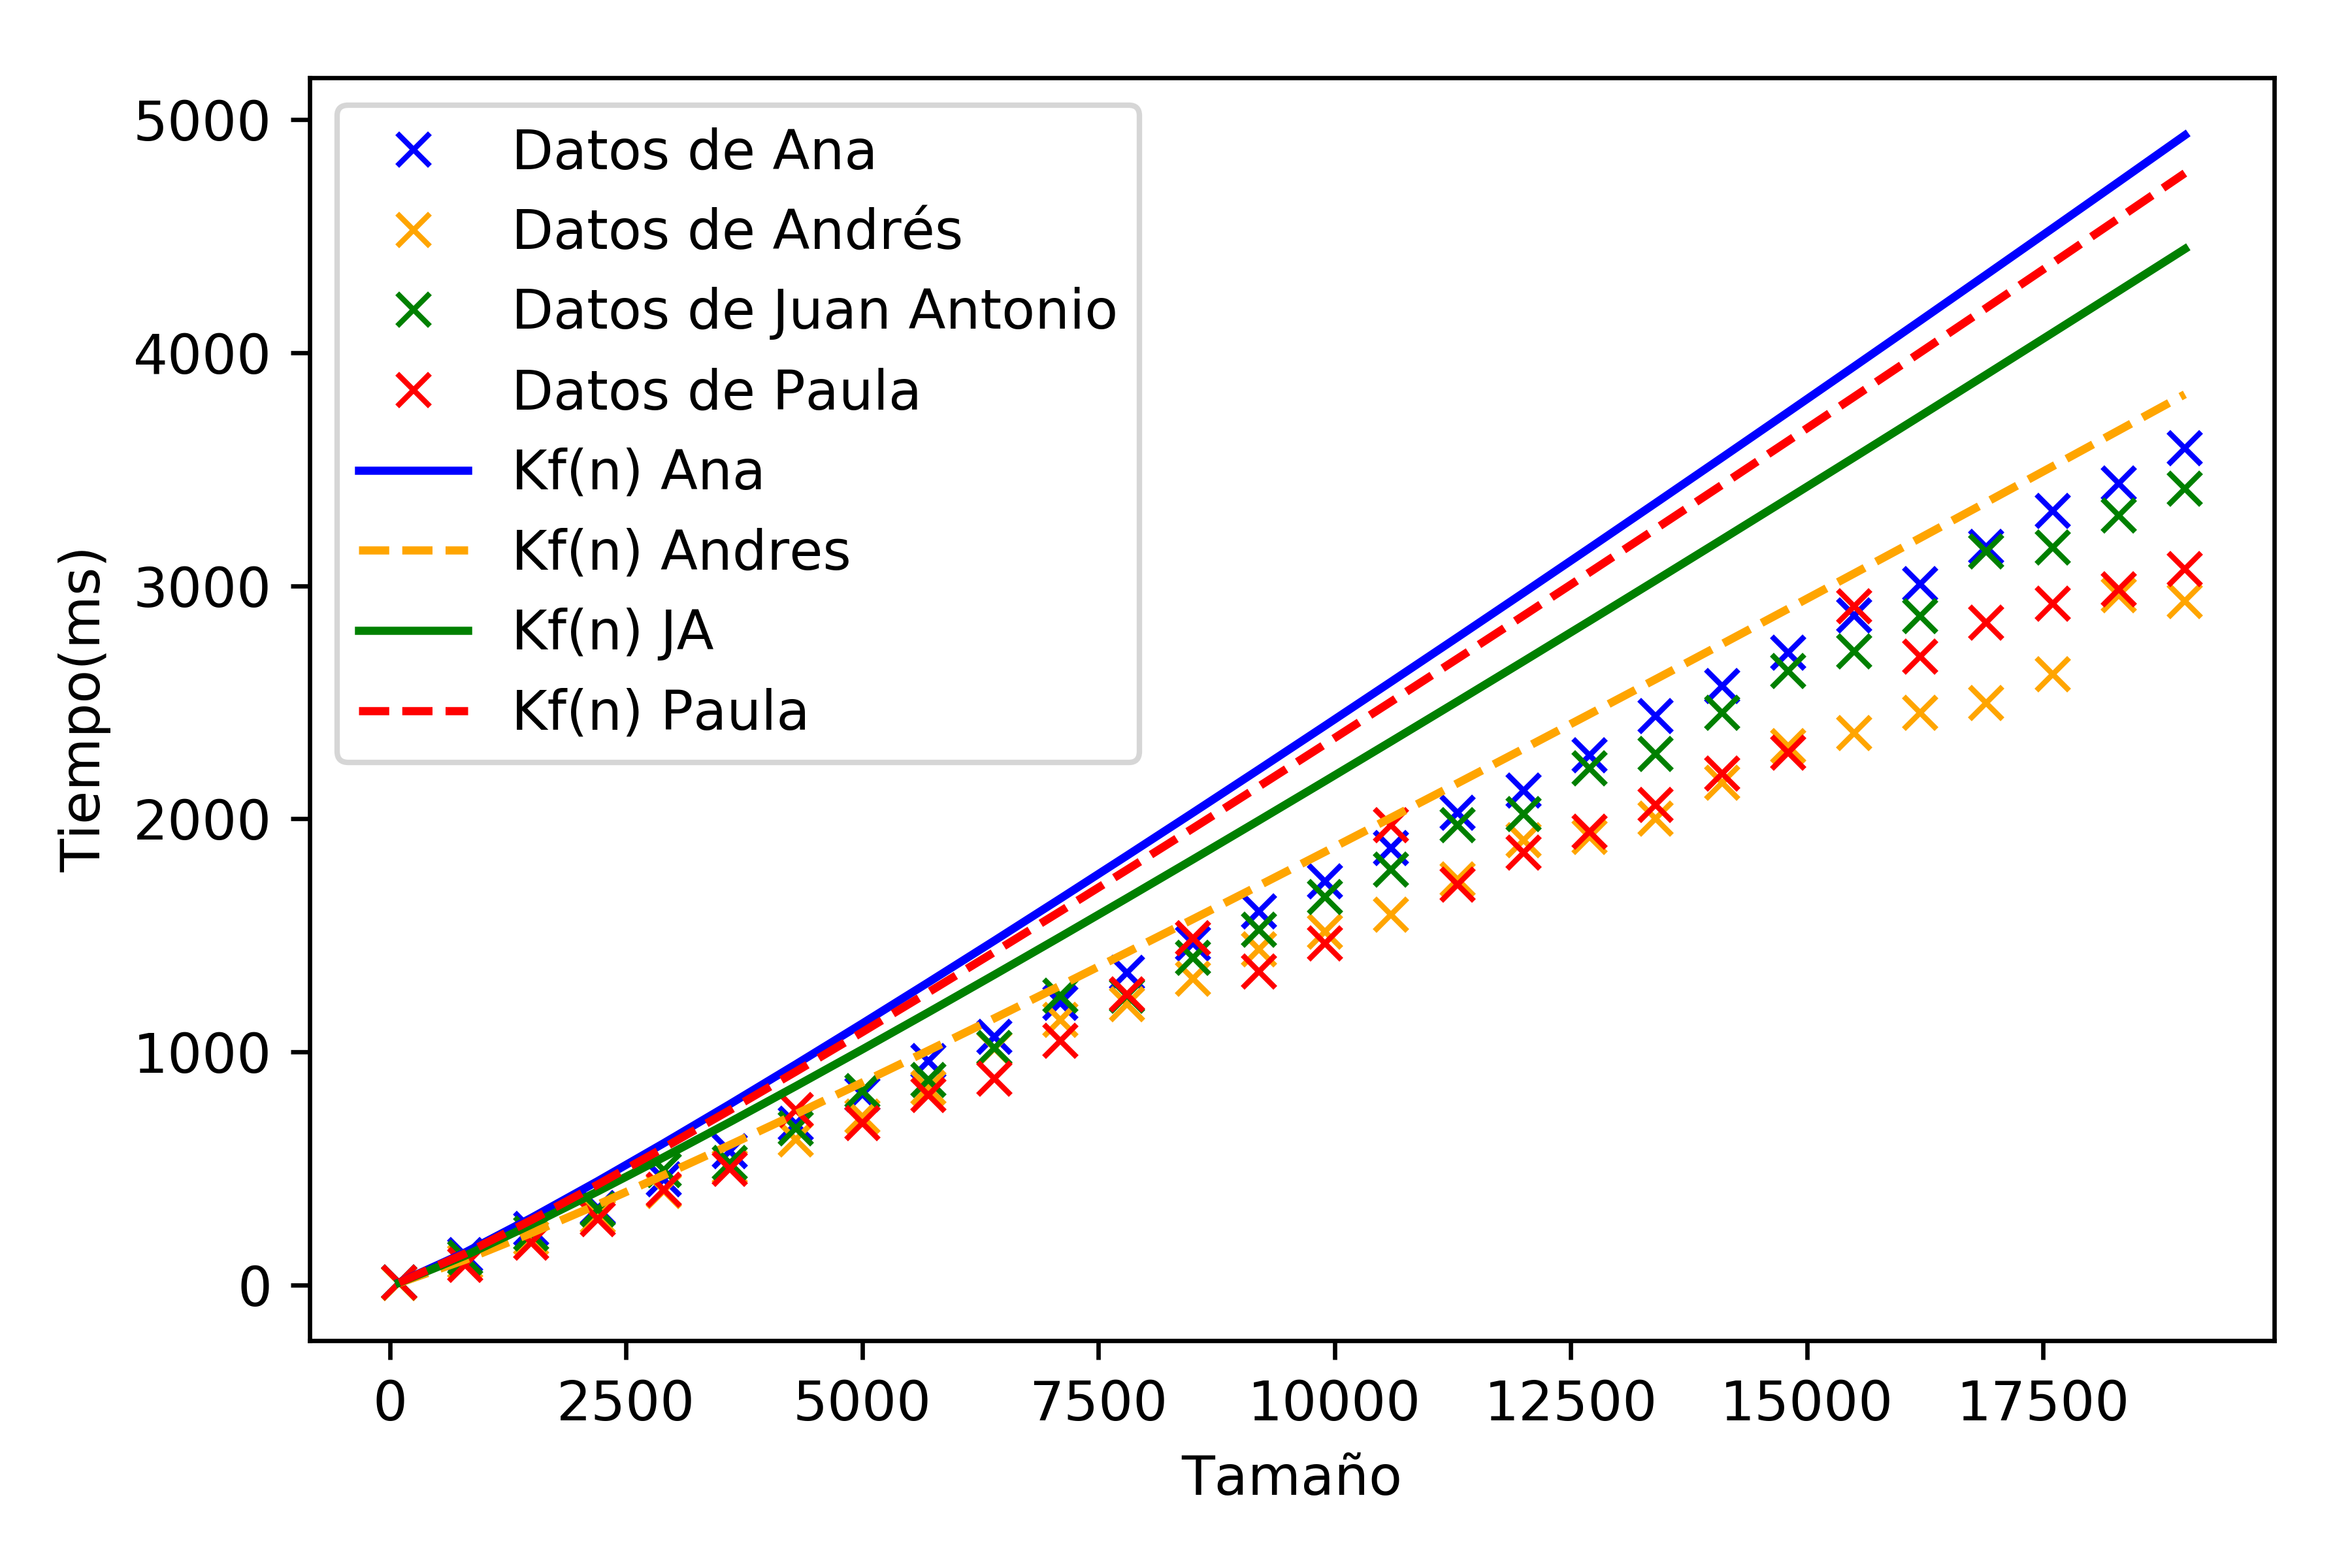 5000
4000
3000
2000
1000
0
Tiempo(ms)
Datos de Ana
Datos de Andrés
Datos de Juan Antonio
Datos de Paula
Kf(n) Ana
Kf(n) Andres
Kf(n) JA
Kf(n) Paula
0 2500 5000 7500 10000 12500 15000 17500
Tamaño